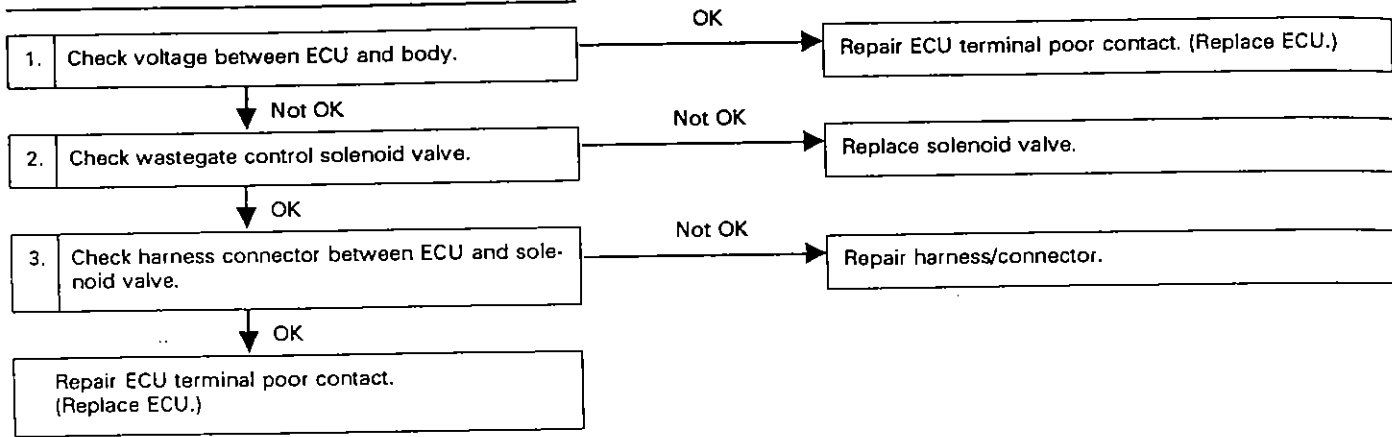 OK
1. Check voltage between ECU and body.
Repair ECU terminal poor contact. (Replace ECU.)
Not OK
Not OK
2. Check wastegate control solenoid valve.
Replace solenoid valve.
OK
Not OK
3. Check harness connector between ECU and sole-
noid valve.
Repair harness/connector.
OK
Repair ECU terminal poor contact.
(Replace ECU.)